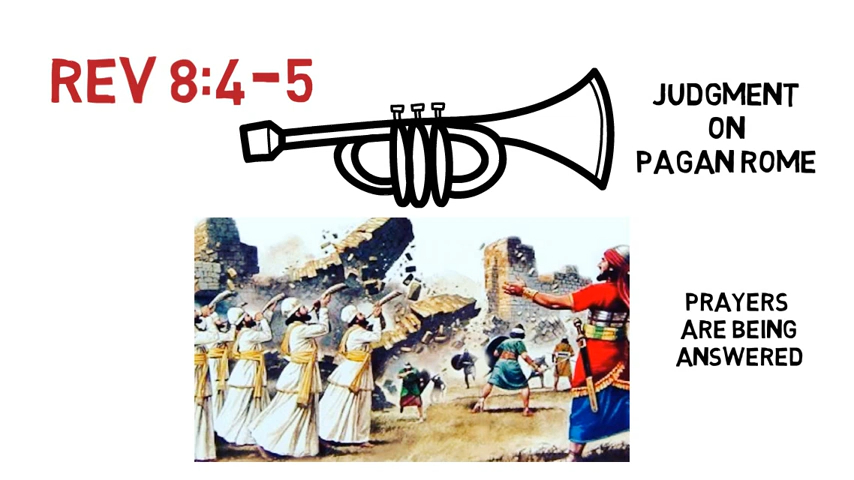 REV 8:4-5
JUDGMENT
ON
PAGAN ROME
PRAYERS
ARE BEING
ANSWERED